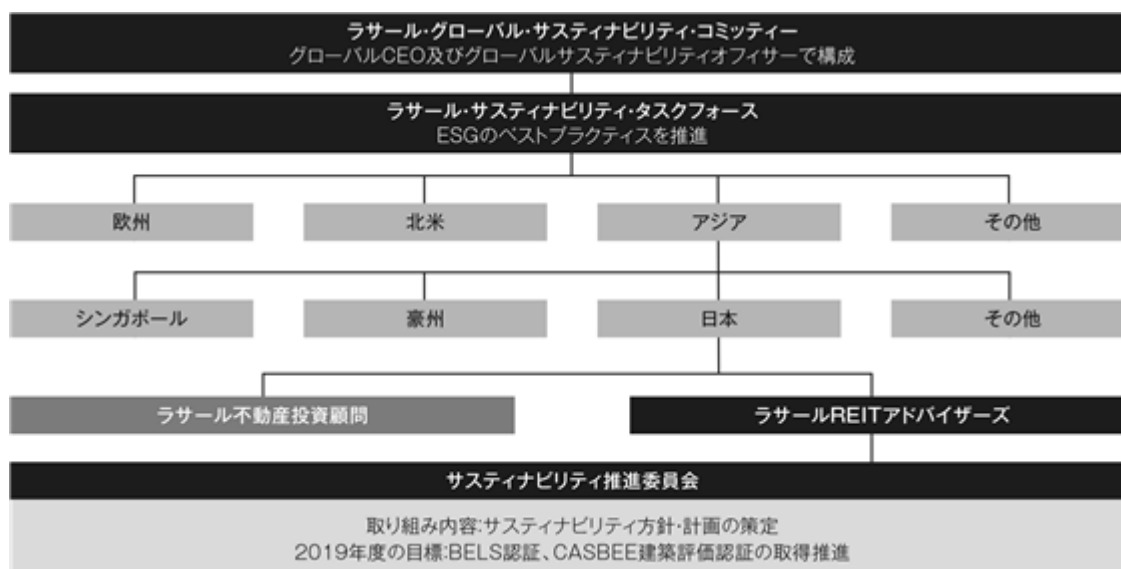 ラサール・グローバル・サスティナビリティ・コミッティー
グローバルCEO及びグローバルサスティナビリティオフィサーで構成
ラサール・サスティナビリティ・タスクフォース
ESGのベストプラクティスを推進
欧州
北米
アジア
その他
シンガポール
豪州
日本
その他
ラサール不動産投資顧問
ラサールREITアドバイザーズ
サスティナビリティ推進委員会
取り組み内容:サスティナビリティ方針・計画の策定
2019年度の目標:BELS認証、CASBEE建築評価認証の取得推進